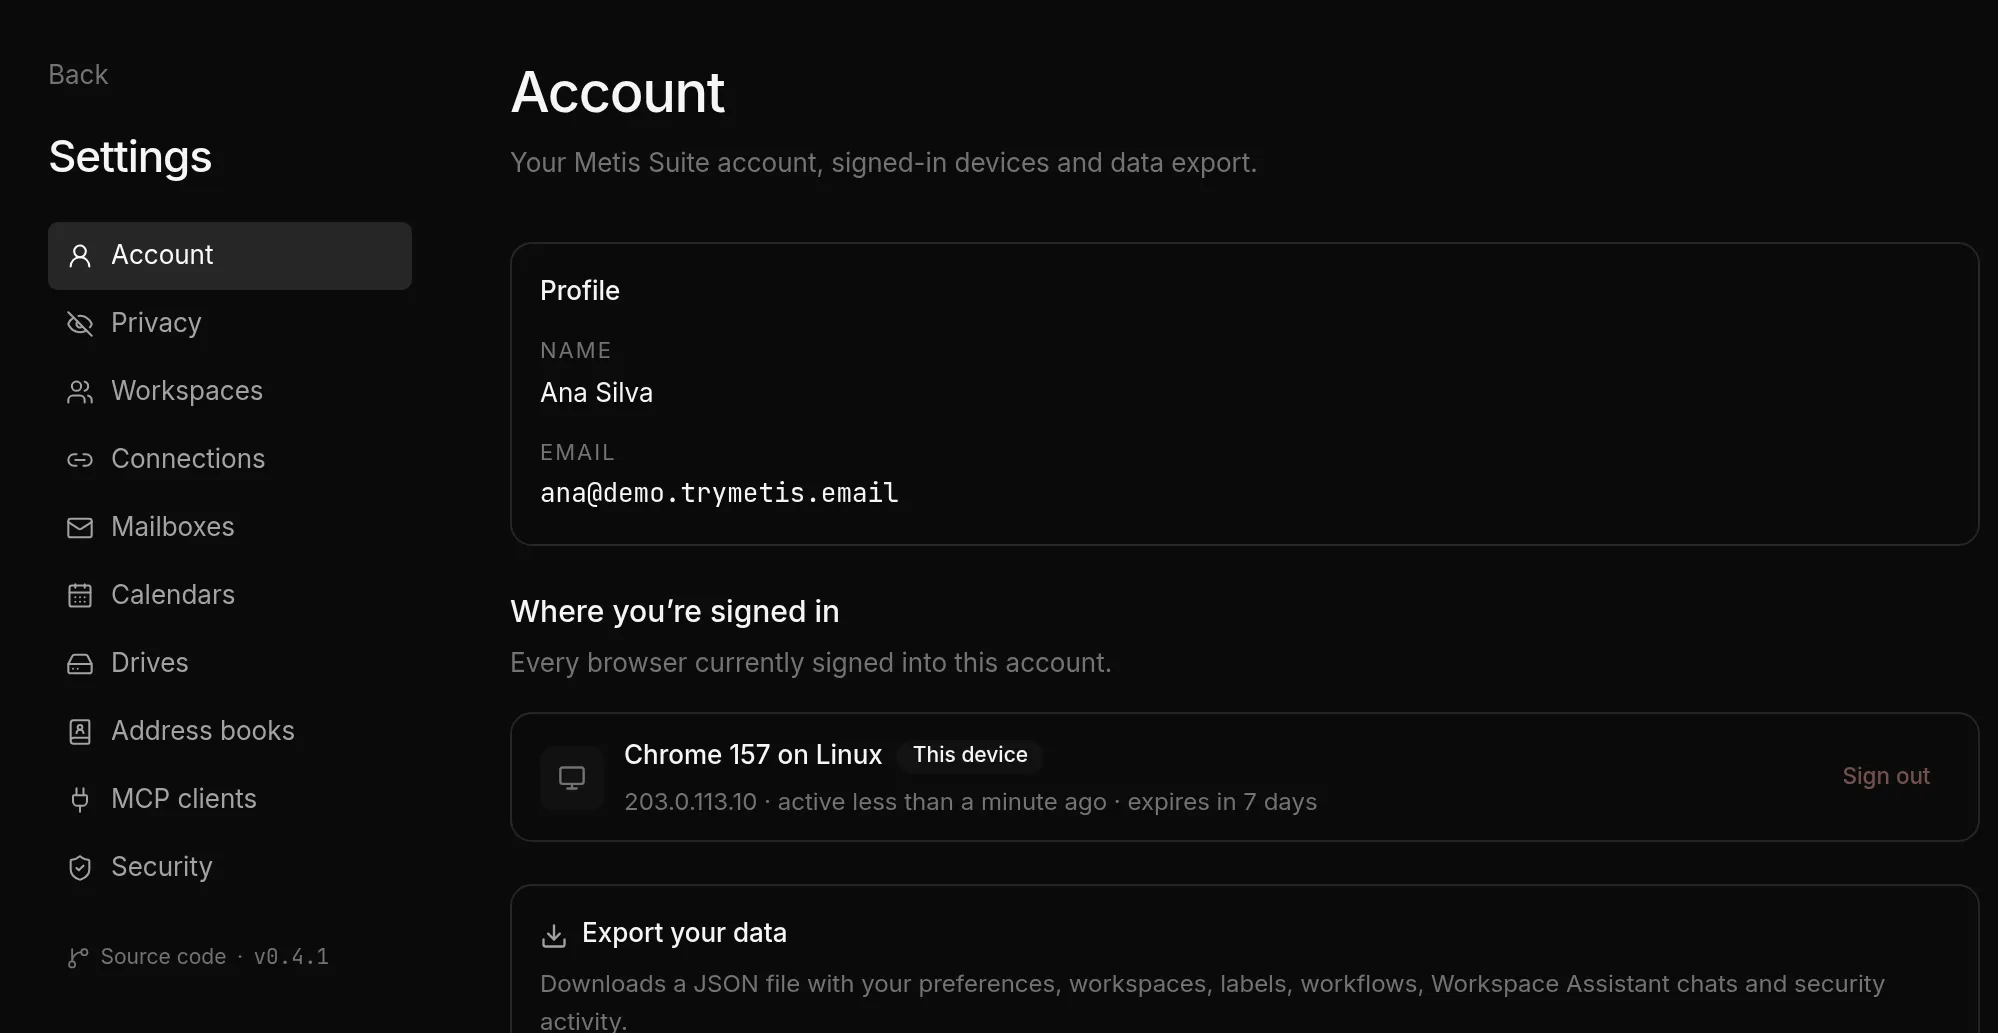 Back
Settings
Account
Privacy
Workspaces
Connections
Mailboxes
Calendars
Drives
Address books
MCP clients
Security
Source code · v0.4.1
Account
Your Metis Suite account, signed-in devices and data export.
Profile
NAME
Ana Silva
EMAIL
ana@demo.trymetis.email
Where you’re signed in
Every browser currently signed into this account.
Chrome 157 on Linux This device
203.0.113.10 · active less than a minute ago · expires in 7 days
Sign out
Export your data
Downloads a JSON file with your preferences, workspaces, labels, workflows, Workspace Assistant chats and security
activity.